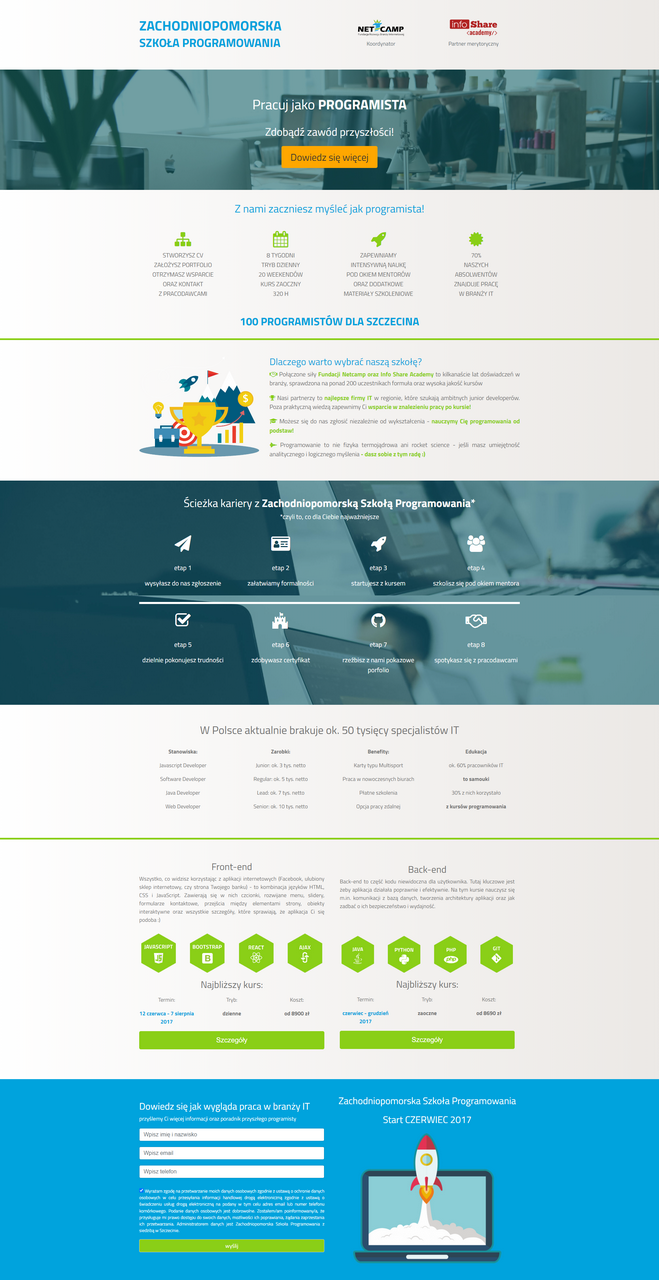 ZACHODNIOPOMORSKA
SZKOŁA PROGRAMOWANIA
NETCAMP
Koordynator
info Share
<academy/>
Partner merytoryczny
Pracuj jako PROGRAMISTA
Zdobądź zawód przyszłości!
Dowiedz się więcej
Z nami zaczniesz myśleć jak programista!
STWORZYSZ CV
ZAŁOŻYSZ PORTFOLIO
OTRZYMASZ WSPARCIE
ORAZ KONTAKT
Z PRACODAWCAMI
8 TYGODNI
TRYB DZIENNY
20 WEEKENDÓW
KURS ZAOCZNY
320 H
ZAPEWNIAMY
INTENSYWNĄ NAUKĘ
POD OKIEM MENTORÓW
ORAZ DODATKOWE
MATERIAŁY SZKOLENIOWE
70%
NASZYCH
ABSOLWENTÓW
ZNAJDUJE PRACĘ
W BRANŻY IT
100 PROGRAMISTÓW DLA SZCZECINA
Dlaczego warto wybrać naszą szkołę?
Połączone siły Fundacji Netcamp oraz Info Share Academy to kilkanaście lat doświadczeń w
branży, sprawdzona na ponad 200 uczestnikach formuła oraz wysoka jakość kursów
Nasi partnerzy to najlepsze firmy IT w regionie, które szukają ambitnych junior developerów.
Poza praktyczną wiedzą zapewnimy Ci wsparcie w znalezieniu pracy po kursie!
Możesz się do nas zgłosić niezależnie od wykształcenia - nauczymy Cię programowania od
podstaw!
Programowanie to nie fizyka termojądrowa ani rocket science - jeśli masz umiejętność
analitycznego i logicznego myślenia - dasz sobie z tym radę :)
Ścieżka kariery z Zachodniopomorską Szkołą Programowania*
*czyli to, co dla Ciebie najważniejsze
etap 1
wysyłasz do nas zgłoszenie
etap 2
załatwiamy formalności
etap 3
startujesz z kursem
etap 4
szkolisz się pod okiem mentora
etap 5
dzielnie pokonujesz trudności
etap 6
zdobywasz certyfikat
etap 7
rzeźbisz z nami pokazowe
porfolio
etap 8
spotykasz się z pracodawcami
W Polsce aktualnie brakuje ok. 50 tysięcy specjalistów IT
Stanowiska: Zarobki: Benefity: Edukacja
Javascript Developer Junior: ok. 3 tys. netto Karty typu Multisport ok. 60% pracowników IT
Software Developer Regular: ok. 5 tys. netto Praca w nowoczesnych biurach to samouki
Java Developer Lead: ok. 7 tys. netto Płatne szkolenia 30% z nich korzystało
Web Developer Senior: ok. 10 tys. netto Opcja pracy zdalnej z kursów programowania
Front-end
Wszystko, co widzisz korzystając z aplikacji internetowych (Facebook, ulubiony
sklep internetowy, czy strona Twojego banku) - to kombinacja języków HTML,
CSS i JavaScript. Zawierają się w nich czcionki, rozwijane menu, slidery,
formularze kontaktowe, przejścia między elementami strony, obiekty
interaktywne oraz wszystkie szczegóły, które sprawiają, że aplikacja Ci się
podoba :)
JAVASCRIPT
BOOTSTRAP
REACT
AJAX
Najbliższy kurs:
Termin: Tryb: Koszt:
12 czerwca - 7 sierpnia
2017
dzienne
od 8900 zł
Szczegóły
Back-end
Back-end to część kodu niewidoczna dla użytkownika. Tutaj kluczowe jest
żeby aplikacja działała poprawnie i efektywnie. Na tym kursie nauczysz się
m.in. komunikacji z bazą danych, tworzenia architektury aplikacji oraz jak
zadbać o ich bezpieczeństwo i wydajność.
JAVA
PYTHON
PHP
php
GIT
Najbliższy kurs:
Termin: Tryb: Koszt:
czerwiec - grudzień
2017
zaoczne
od 8690 zł
Szczegóły
Dowiedz się jak wygląda praca w branży IT
przyślemy Ci więcej informacji oraz poradnik przyszłego programisty
Wpisz imię i nazwisko
Wpisz email
Wpisz telefon
Wyrażam zgodę na przetwarzanie moich danych osobowych zgodnie z ustawą o ochronie danych
osobowych w celu przesyłania informacji handlowej drogą elektroniczną zgodnie z ustawą o
świadczeniu usług drogą elektroniczną na podany w tym celu adres email lub numer telefonu
komórkowego. Podanie danych osobowych jest dobrowolne. Zostałem/am poinformowany/a, że
przysługuje mi prawo dostępu do swoich danych, możliwości ich poprawiania, żądania zaprzestania
ich przetwarzania. Administratorem danych jest Zachodniopomorska Szkoła Programowania z
siedzibą w Szczecinie.
wyślij
Zachodniopomorska Szkoła Programowania
Start CZERWIEC 2017